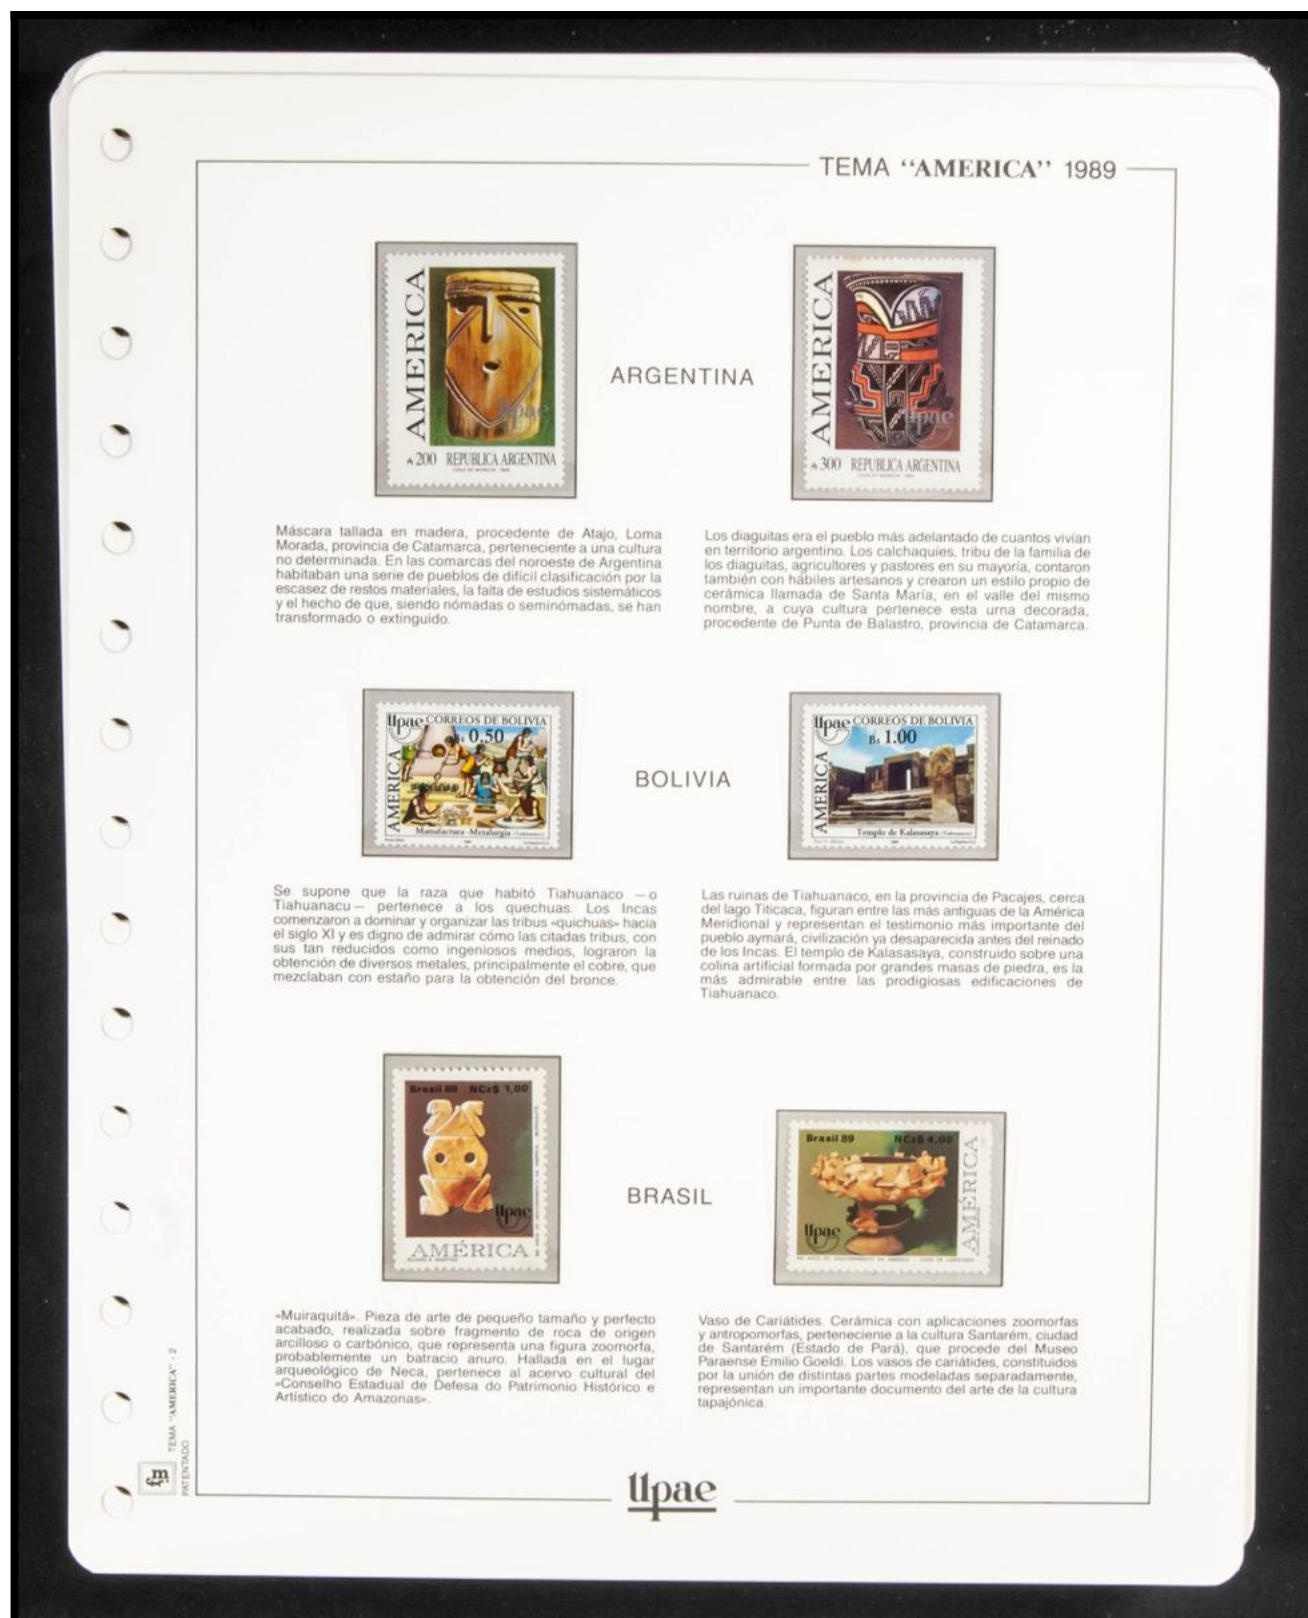 TEMA “AMERICA” 1989
AMERICA
upae
₳200 REPUBLICA ARGENTINA
ARGENTINA
AMERICA
upae
₳300 REPUBLICA ARGENTINA
Máscara tallada en madera, procedente de Atajo, Loma
Morada, provincia de Catamarca, perteneciente a una cultura
no determinada. En las comarcas del noroeste de Argentina
habitaban una serie de pueblos de difícil clasificación por la
escasez de restos materiales, la falta de estudios sistemáticos
y el hecho de que, siendo nómadas o seminómadas, se han
transformado o extinguido.
Los diaguitas era el pueblo más adelantado de cuantos vivían
en territorio argentino. Los calchaquíes, tribu de la familia de
los diaguitas, agricultores y pastores en su mayoría, contaron
también con hábiles artesanos y crearon un estilo propio de
cerámica llamada de Santa María, en el valle del mismo
nombre, a cuya cultura pertenece esta urna decorada,
procedente de Punta de Balastro, provincia de Catamarca.
upae CORREOS DE BOLIVIA
Bs 0.50
AMERICA
Manufactura - Metalurgia (Tiahuanaco)
BOLIVIA
upae CORREOS DE BOLIVIA
Bs 1.00
AMERICA
Templo de Kalasasaya (Tiahuanaco)
Se supone que la raza que habitó Tiahuanaco —o
Tiahuanacu— pertenece a los quechuas. Los Incas
comenzaron a dominar y organizar las tribus «quichuas» hacia
el siglo XI y es digno de admirar cómo las citadas tribus, con
sus tan reducidos como ingeniosos medios, lograron la
obtención de diversos metales, principalmente el cobre, que
mezclaban con estaño para la obtención del bronce.
Las ruinas de Tiahuanaco, en la provincia de Pacajes, cerca
del lago Titicaca, figuran entre las más antiguas de la América
Meridional y representan el testimonio más importante del
pueblo aymará, civilización ya desaparecida antes del reinado
de los Incas. El templo de Kalasasaya, construido sobre una
colina artificial formada por grandes masas de piedra, es la
más admirable entre las prodigiosas edificaciones de
Tiahuanaco.
Brasil 89 NCz$ 1,00
upae
AMÉRICA
BRASIL
Brasil 89 NCz$ 4,00
upae
AMÉRICA
«Muiraquitá». Pieza de arte de pequeño tamaño y perfecto
acabado, realizada sobre fragmento de roca de origen
arcilloso o carbónico, que representa una figura zoomorfa,
probablemente un batracio anuro. Hallada en el lugar
arqueológico de Neca, pertenece al acervo cultural del
«Conselho Estadual de Defesa do Patrimonio Histórico e
Artístico do Amazonas».
Vaso de Cariátides. Cerámica con aplicaciones zoomorfas
y antropomorfas, perteneciente a la cultura Santarém, ciudad
de Santarém (Estado de Pará), que procede del Museo
Paraense Emilio Goeldi. Los vasos de cariátides, constituidos
por la unión de distintas partes modeladas separadamente,
representan un importante documento del arte de la cultura
tapajónica.
TEMA “AMERICA” - 2
PATENTADO
upae